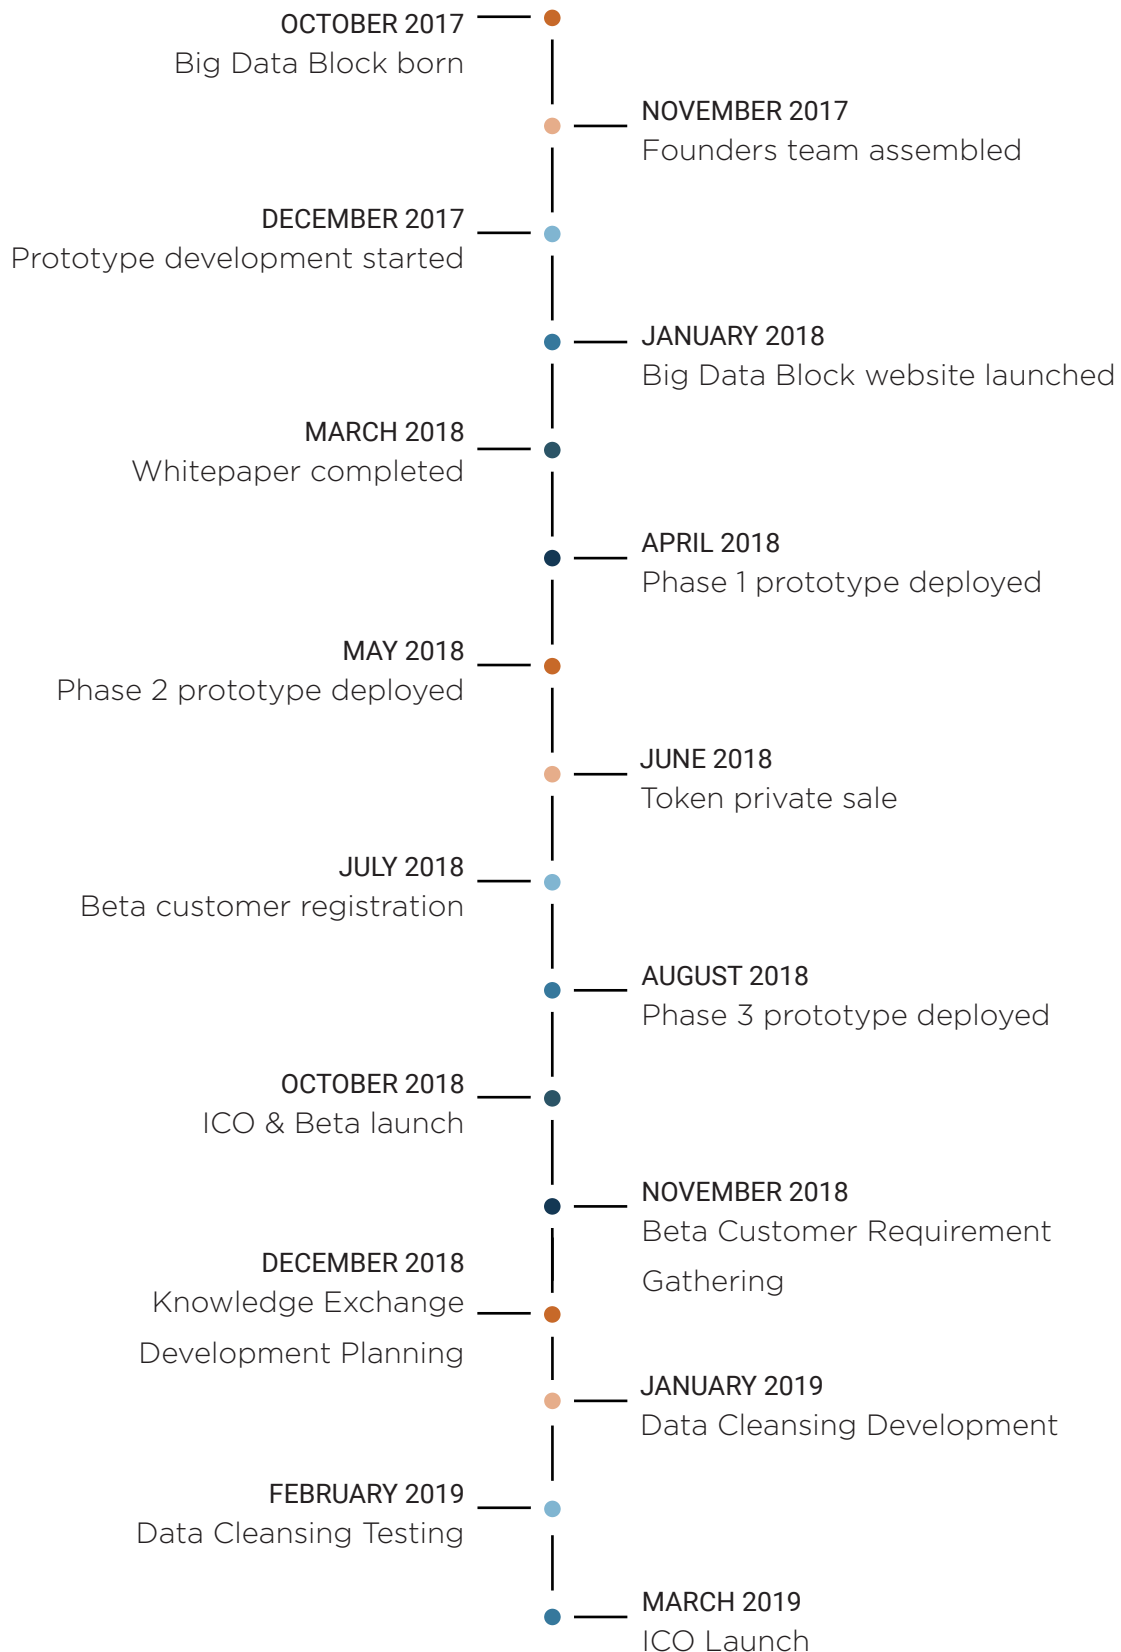 OCTOBER 2017
Big Data Block born
NOVEMBER 2017
Founders team assembled
DECEMBER 2017
Prototype development started
JANUARY 2018
Big Data Block website launched
MARCH 2018
Whitepaper completed
APRIL 2018
Phase 1 prototype deployed
MAY 2018
Phase 2 prototype deployed
JUNE 2018
Token private sale
JULY 2018
Beta customer registration
AUGUST 2018
Phase 3 prototype deployed
OCTOBER 2018
ICO & Beta launch
NOVEMBER 2018
Beta Customer Requirement
Gathering
DECEMBER 2018
Knowledge Exchange
Development Planning
JANUARY 2019
Data Cleansing Development
FEBRUARY 2019
Data Cleansing Testing
MARCH 2019
ICO Launch